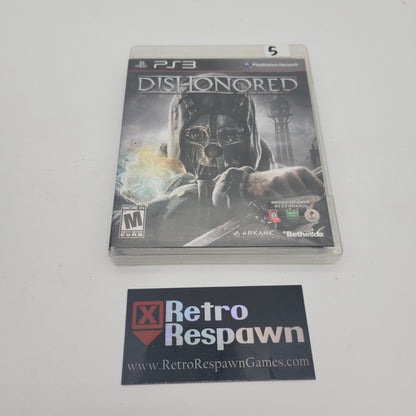 5
PS3
PlayStation Network
DISHONORED
MATURE 17+
M
ESRB
ARKANE
Bethesda
Retro
Respawn
www.RetroRespawnGames.com